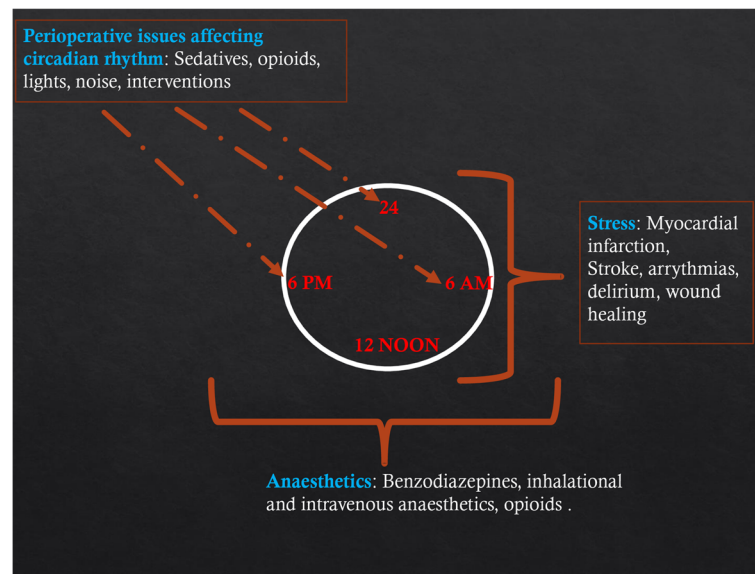 Perioperative issues affecting
circadian rhythm: Sedatives, opioids,
lights, noise, interventions
24
6 PM
6 AM
12 NOON
Stress: Myocardial
infarction,
Stroke, arrythmias,
delirium, wound
healing
Anaesthetics: Benzodiazepines, inhalational
and intravenous anaesthetics, opioids .